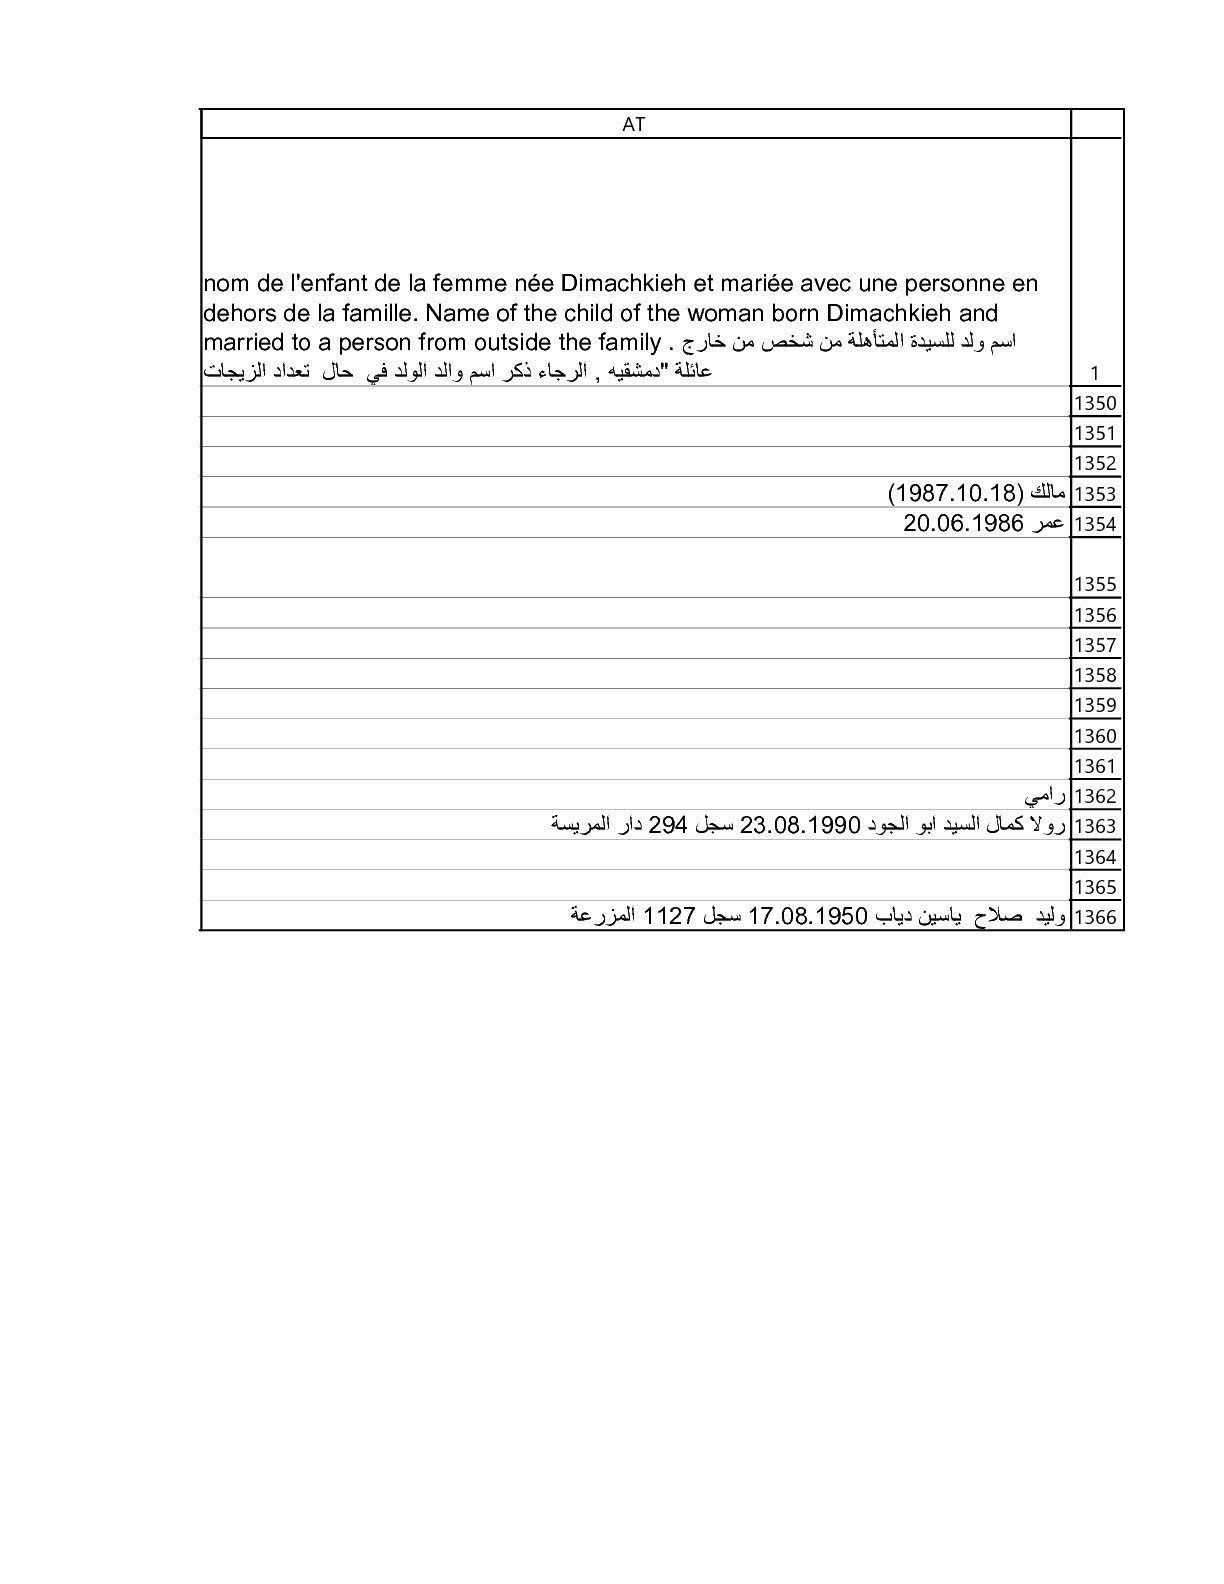 AT
nom de l'enfant de la femme née Dimachkieh et mariée avec une personne en
dehors de la famille. Name of the child of the woman born Dimachkieh and
married to a person from outside the family . اسم ولد للسيدة المتأهلة من شخص من خارج
عائلة "دمشقيه , الرجاء ذكر اسم والد الولد في حال تعداد الزيجات
1
1350
1351
1352
1353 مالك (1987.10.18)
1354 عمر 20.06.1986
1355
1356
1357
1358
1359
1360
1361
1362 رامي
1363 رولا كمال السيد ابو الجود 23.08.1990 سجل 294 دار المريسة
1364
1365
1366 وليد صلاح ياسين دياب 17.08.1950 سجل 1127 المزرعة